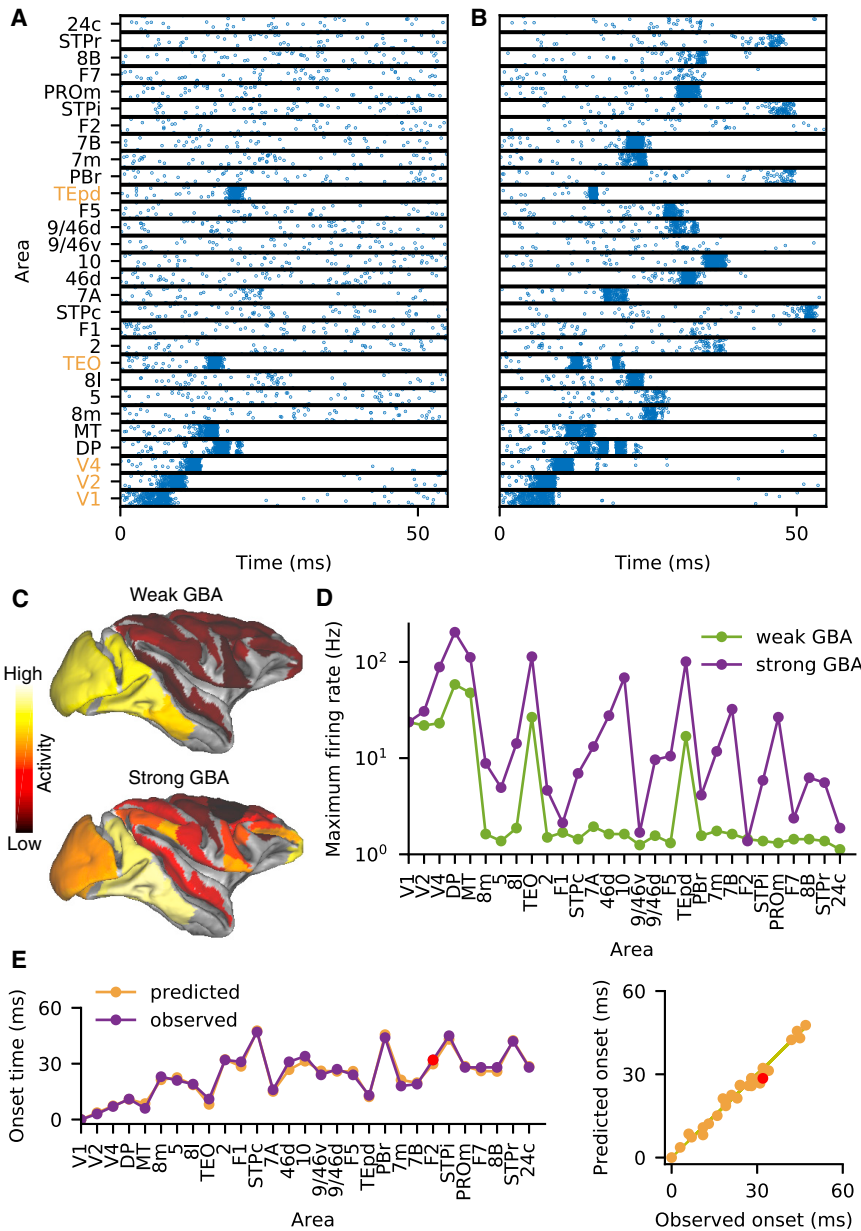 A
B
24c
STPr
8B
F7
PROm
STPi
F2
7B
7m
PBr
TEpd
F5
9/46d
9/46v
10
46d
7A
STPc
F1
2
TEO
8l
5
8m
MT
DP
V4
V2
V1
Area
0 50
Time (ms)
0 50
Time (ms)
C
Weak GBA
High
Activity
Low
Strong GBA
D
weak GBA
strong GBA
Maximum firing rate (Hz)
10²
10¹
10⁰
V1 V2 V4 DP MT 8m 5 8l TEO 2 F1 STPc 7A 46d 10 9/46v 9/46d F5 TEpd PBr 7m 7B F2 STPi PROm F7 8B STPr 24c
Area
E
predicted
observed
Onset time (ms)
60
30
0
V1 V2 V4 DP MT 8m 5 8l TEO 2 F1 STPc 7A 46d 10 9/46v 9/46d F5 TEpd PBr 7m 7B F2 STPi PROm F7 8B STPr 24c
Area
Predicted onset (ms)
60
30
0
0 30 60
Observed onset (ms)